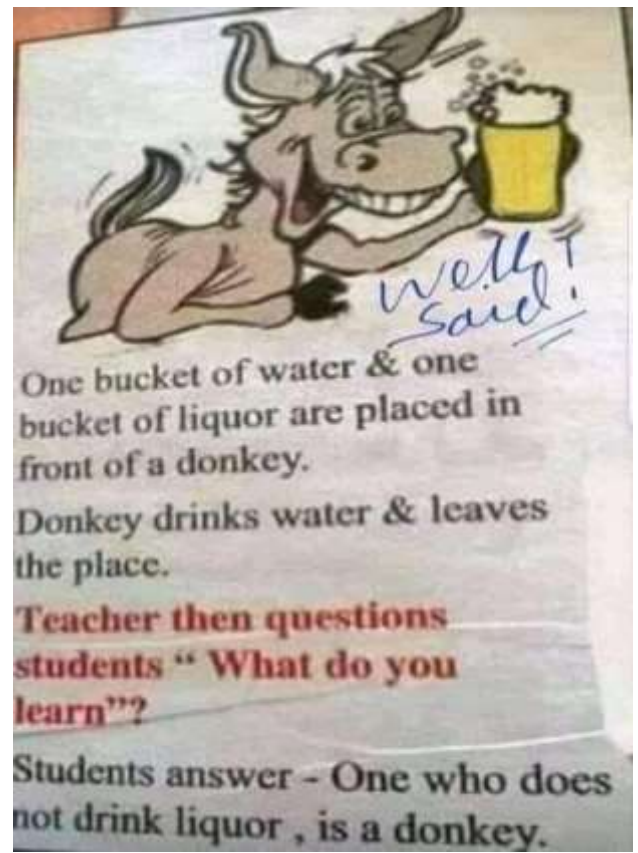 Well
Said!
One bucket of water & one
bucket of liquor are placed in
front of a donkey.
Donkey drinks water & leaves
the place.
Teacher then questions
students “ What do you
learn”?
Students answer - One who does
not drink liquor , is a donkey.